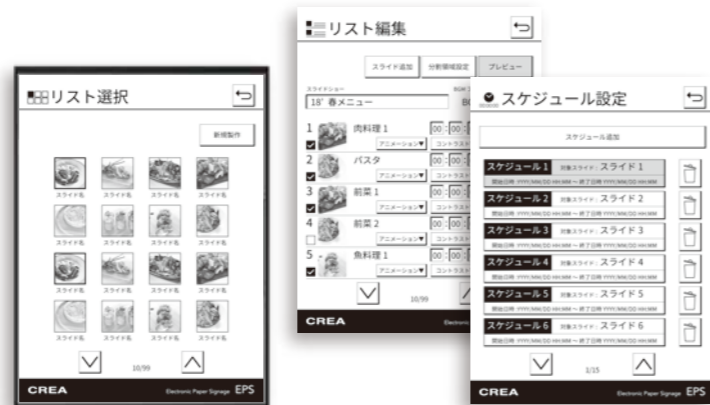 リスト選択
新規製作
スライド名 スライド名 スライド名 スライド名
スライド名 スライド名 スライド名 スライド名
スライド名 スライド名 スライド名 スライド名
スライド名 スライド名 スライド名 スライド名
10/99
CREA Electronic Paper Signage EPS
リスト編集
スライド追加 分割領域設定 プレビュー
スライドショー
18' 春メニュー
1 肉料理 1 00 : 00 :
アニメーション▼ コントラスト
2 パスタ 00 : 00 :
アニメーション▼ コントラスト
3 前菜 1 00 : 00 :
アニメーション▼ コントラスト
4 前菜 2 00 : 00 :
アニメーション▼ コントラスト
5 魚料理 1 00 : 00 :
アニメーション▼ コントラスト
10/99
CREA Electronic
スケジュール設定
スケジュール追加
スケジュール 1 対象スライド : スライド 1
開始日時 YYYY/MM/DD HH:MM ～ 終了日時 YYYY/MM/DD HH:MM
スケジュール 2 対象スライド : スライド 2
開始日時 YYYY/MM/DD HH:MM ～ 終了日時 YYYY/MM/DD HH:MM
スケジュール 3 対象スライド : スライド 3
開始日時 YYYY/MM/DD HH:MM ～ 終了日時 YYYY/MM/DD HH:MM
スケジュール 4 対象スライド : スライド 4
開始日時 YYYY/MM/DD HH:MM ～ 終了日時 YYYY/MM/DD HH:MM
スケジュール 5 対象スライド : スライド 5
開始日時 YYYY/MM/DD HH:MM ～ 終了日時 YYYY/MM/DD HH:MM
スケジュール 6 対象スライド : スライド 6
開始日時 YYYY/MM/DD HH:MM ～ 終了日時 YYYY/MM/DD HH:MM
1/15
CREA Electronic Paper Signage EPS